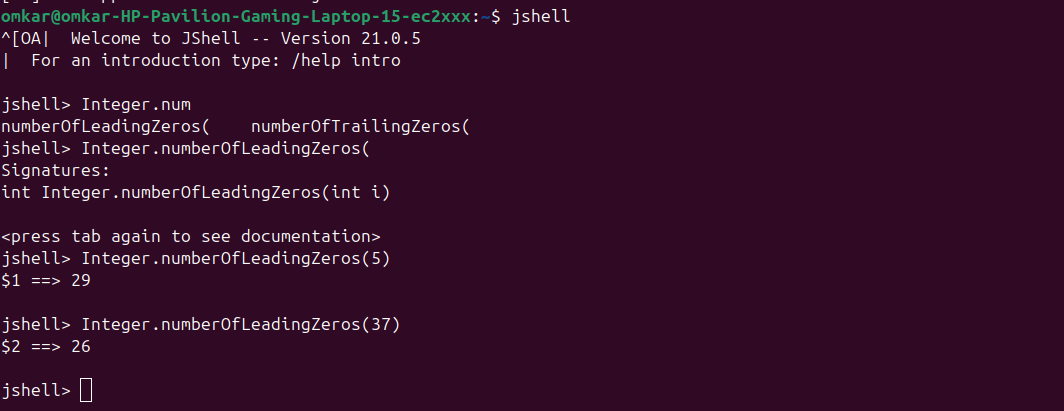 omkar@omkar-HP-Pavilion-Gaming-Laptop-15-ec2xxx:~$ jshell
^[OA|  Welcome to JShell -- Version 21.0.5
|  For an introduction type: /help intro

jshell> Integer.num
numberOfLeadingZeros(    numberOfTrailingZeros(
jshell> Integer.numberOfLeadingZeros(
Signatures:
int Integer.numberOfLeadingZeros(int i)

<press tab again to see documentation>
jshell> Integer.numberOfLeadingZeros(5)
$1 ==> 29

jshell> Integer.numberOfLeadingZeros(37)
$2 ==> 26

jshell>